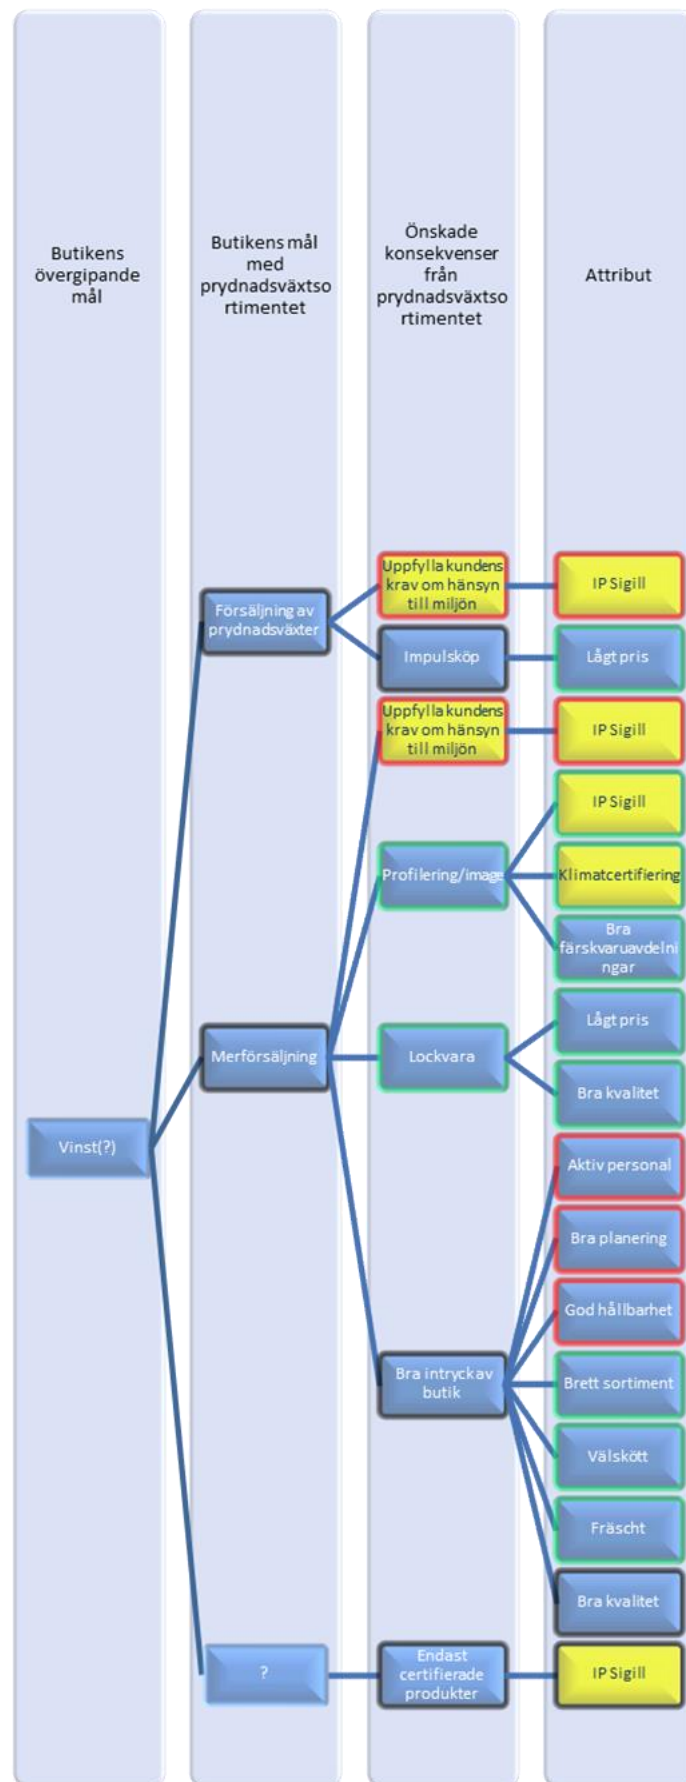 Butikens
övergipande
mål
Butikens mål
med
prydnadsväxtso
rtimentet
Önskade
konsekvenser
från
prydnadsväxtso
rtimentet
Attribut
Vinst(?)
Försäljning av
prydnadsväxter
Merförsäljning
?
Uppfylla kundens
krav om hänsyn
till miljön
Impulsköp
Uppfylla kundens
krav om hänsyn
till miljön
Profilering/image
Lockvara
Bra intryck av
butik
Endast
certifierade
produkter
IP Sigill
Lågt pris
IP Sigill
IP Sigill
Klimatcertifiering
Bra
färskvaruavdelni
ngar
Lågt pris
Bra kvalitet
Aktiv personal
Bra planering
God hållbarhet
Brett sortiment
Välskött
Fräscht
Bra kvalitet
IP Sigill